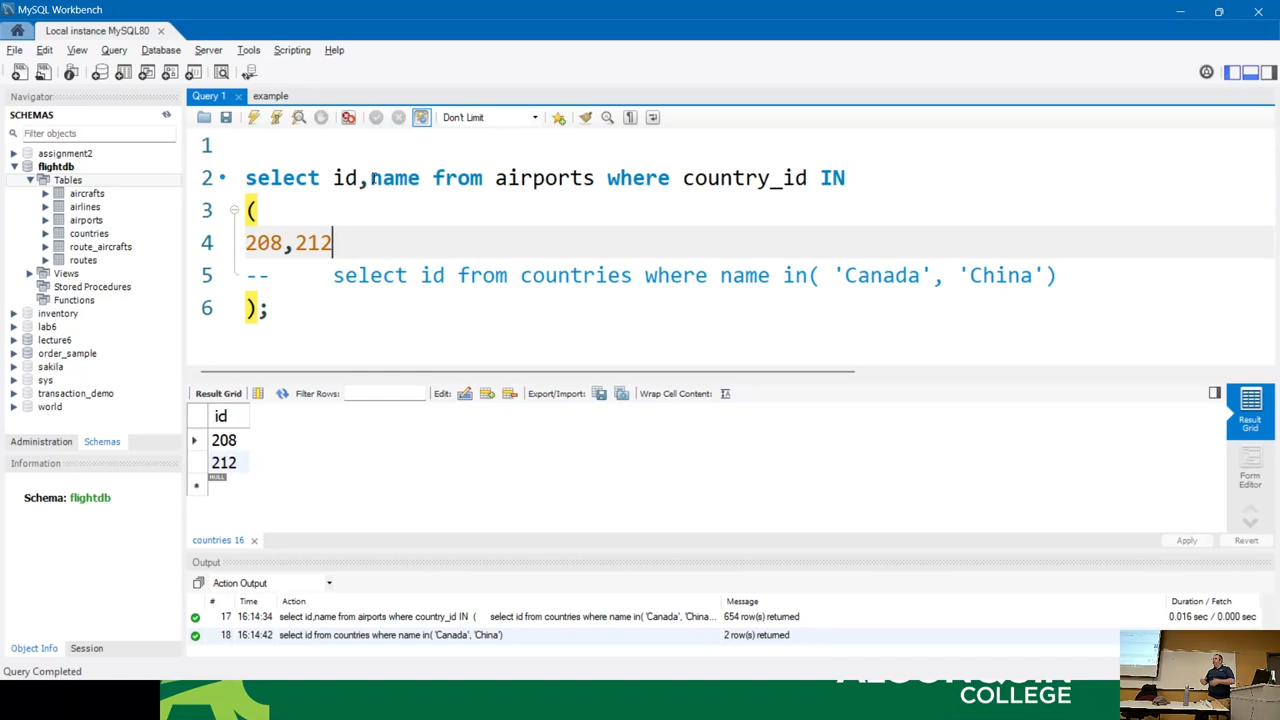 MySQL Workbench
Local instance MySQL80
File Edit View Query Database Server Tools Scripting Help
Navigator
SCHEMAS
Filter objects
assignment2
flightdb
Tables
aircrafts
airlines
airports
countries
route_aircrafts
routes
Views
Stored Procedures
Functions
inventory
lab6
lecture6
order_sample
sakila
sys
transaction_demo
world
Administration Schemas
Information
Schema: flightdb
Object Info Session
Query Completed
Query 1 example
Don't Limit
1
2 select id,name from airports where country_id IN
3 (
4 208,212
5 -- select id from countries where name in( 'Canada', 'China')
6 );
Result Grid Filter Rows: Edit: Export/Import: Wrap Cell Content:
id
208
212
NULL
Result Grid
Form Editor
countries 16
Apply Revert
Output
Action Output
# Time Action Message Duration / Fetch
17 16:14:34 select id,name from airports where country_id IN ( select id from countries where name in( 'Canada', 'China... 654 row(s) returned 0.016 sec / 0.000 sec
18 16:14:42 select id from countries where name in( 'Canada', 'China') 2 row(s) returned
COLLEGE